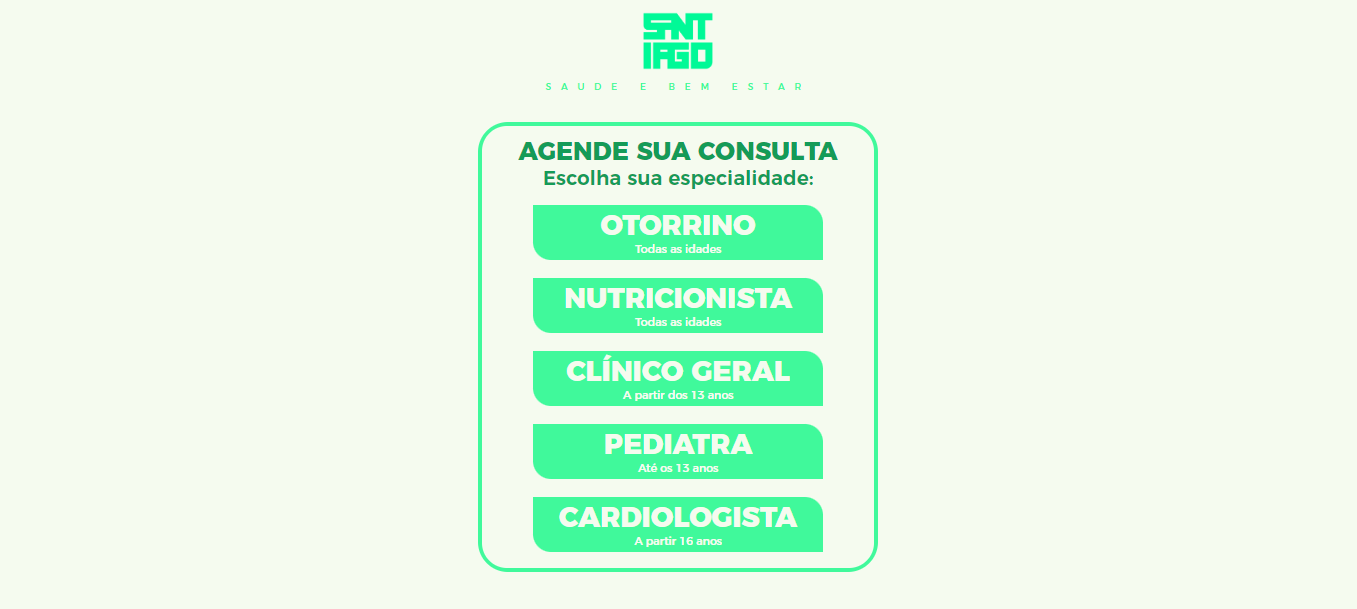 SANT
IAGO
SAUDE E BEM ESTAR
AGENDE SUA CONSULTA
Escolha sua especialidade:
OTORRINO
Todas as idades
NUTRICIONISTA
Todas as idades
CLÍNICO GERAL
A partir dos 13 anos
PEDIATRA
Até os 13 anos
CARDIOLOGISTA
A partir 16 anos